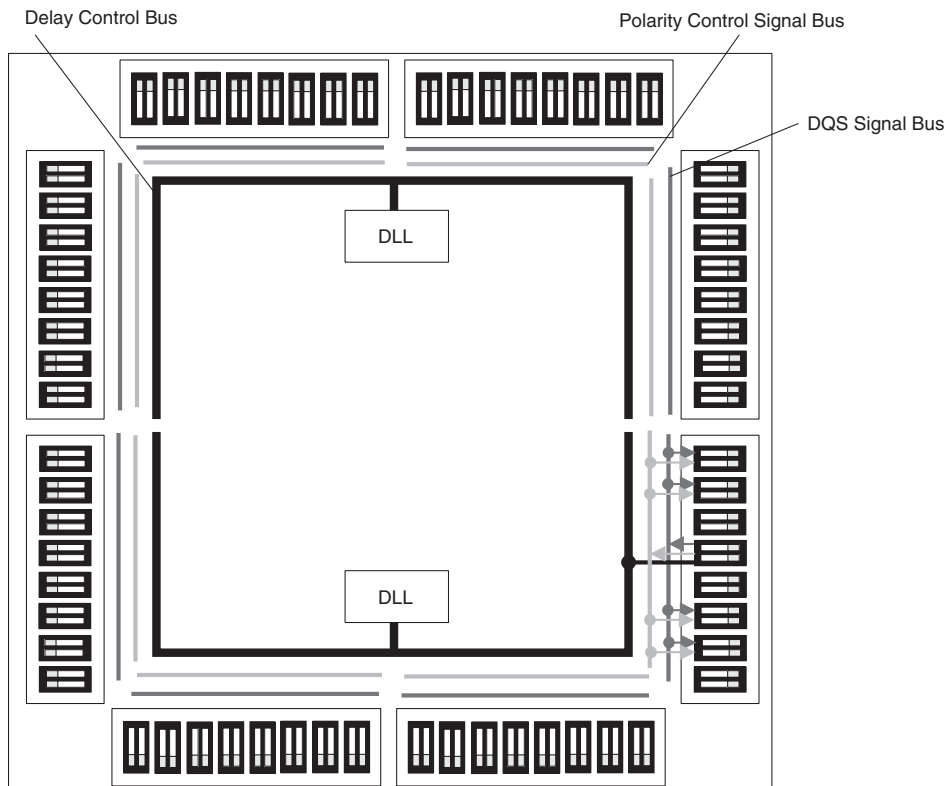 Delay Control Bus
Polarity Control Signal Bus
DQS Signal Bus
DLL
DLL